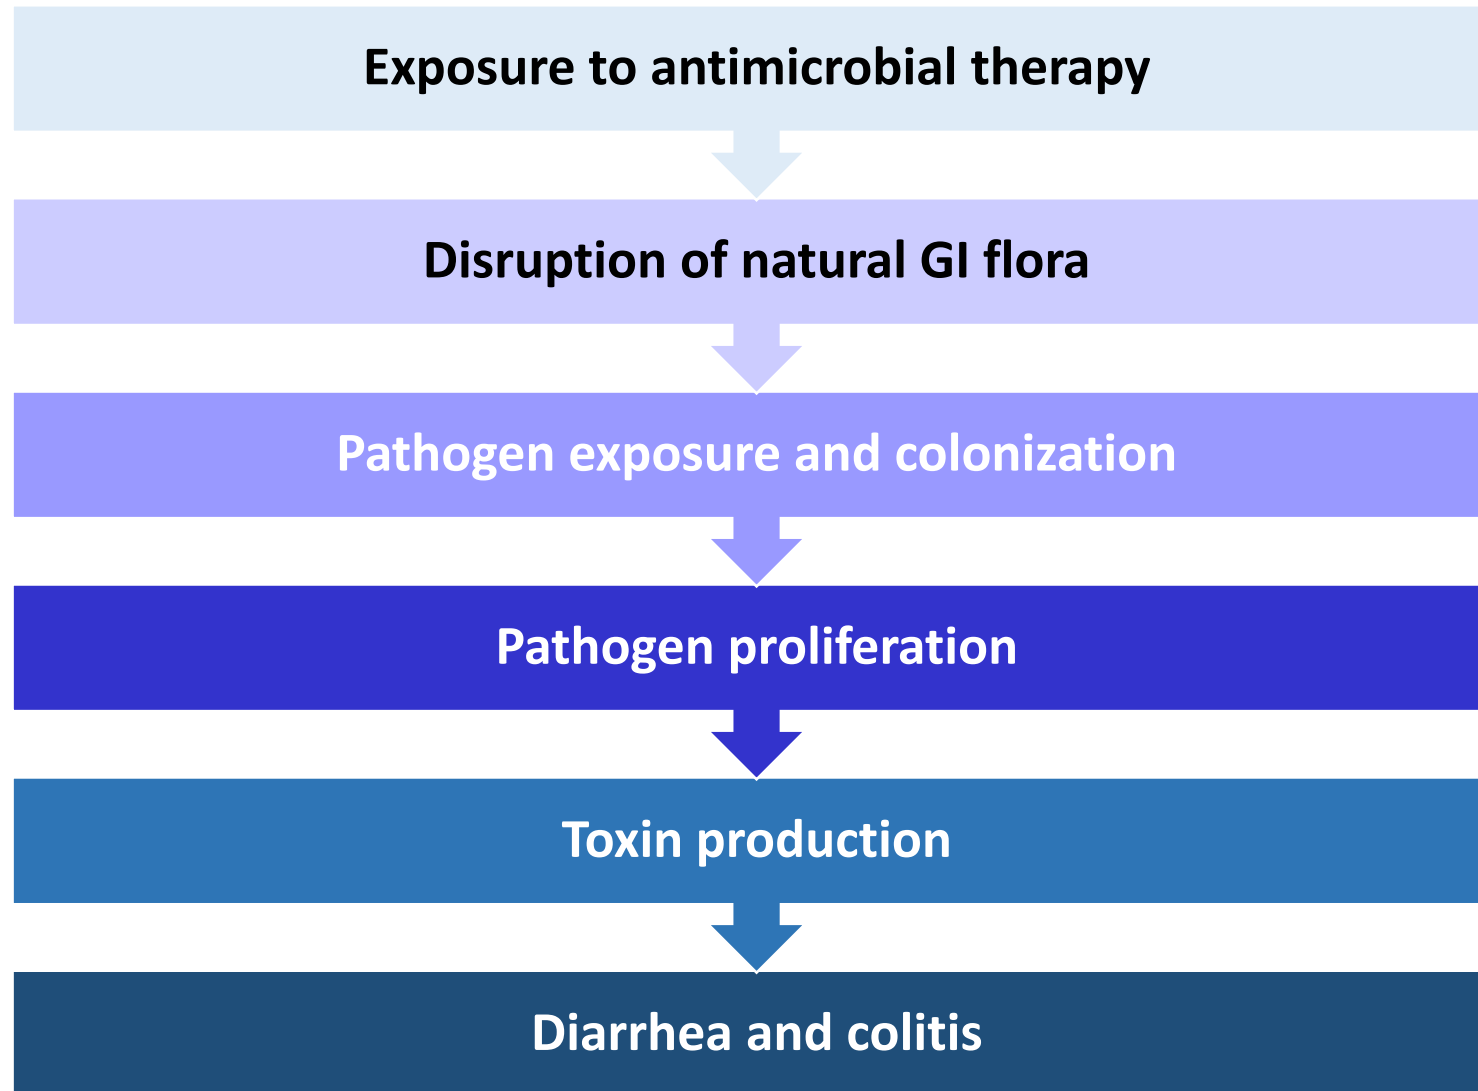 Exposure to antimicrobial therapy
Disruption of natural GI flora
Pathogen exposure and colonization
Pathogen proliferation
Toxin production
Diarrhea and colitis